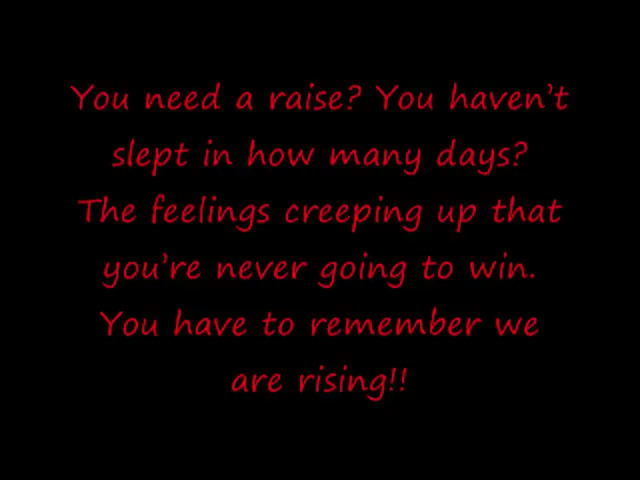 You need a raise? You haven't
slept in how many days?
The feelings creeping up that
you're never going to win.
You have to remember we
are rising!!